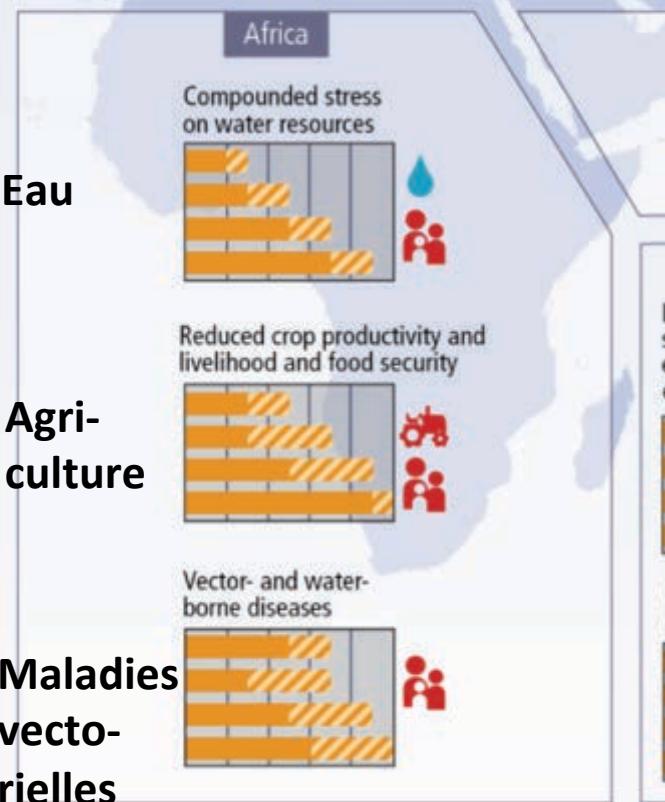 Africa
Compounded stress
on water resources
Eau
Reduced crop productivity and
livelihood and food security
Agri-
culture
Vector- and water-
borne diseases
Maladies
vecto-
rielles